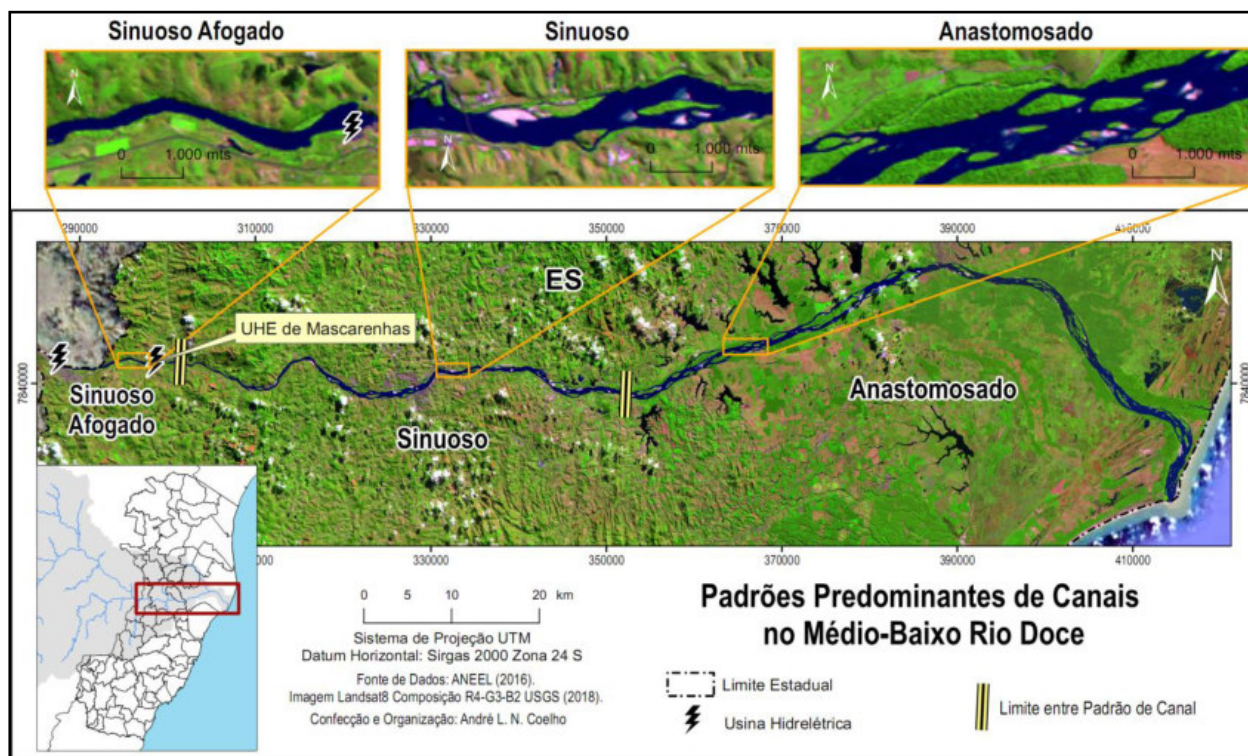 Sinuoso Afogado
Sinuoso
Anastomosado
N
0 1.000 mts
N
0 1.000 mts
N
0 1.000 mts
290000 310000 330000 350000 370000 390000 410000
ES
N
UHE de Mascarenhas
7840000
7840000
Sinuoso
Afogado
Sinuoso
Anastomosado
330000 350000 370000 390000 410000
0 5 10 20 km
Sistema de Projeção UTM
Datum Horizontal: Sirgas 2000 Zona 24 S
Fonte de Dados: ANEEL (2016).
Imagem Landsat8 Composição R4-G3-B2 USGS (2018).
Confecção e Organização: André L. N. Coelho
Padrões Predominantes de Canais
no Médio-Baixo Rio Doce
Limite Estadual
Usina Hidrelétrica
Limite entre Padrão de Canal